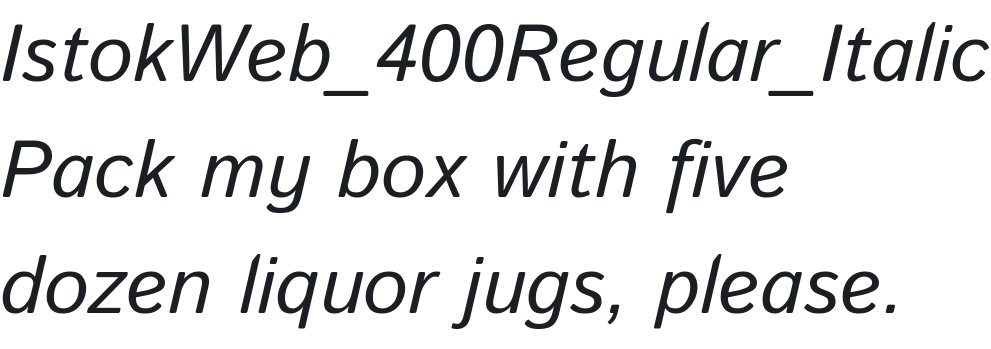 IstokWeb_400Regular_Italic
Pack my box with five
dozen liquor jugs, please.